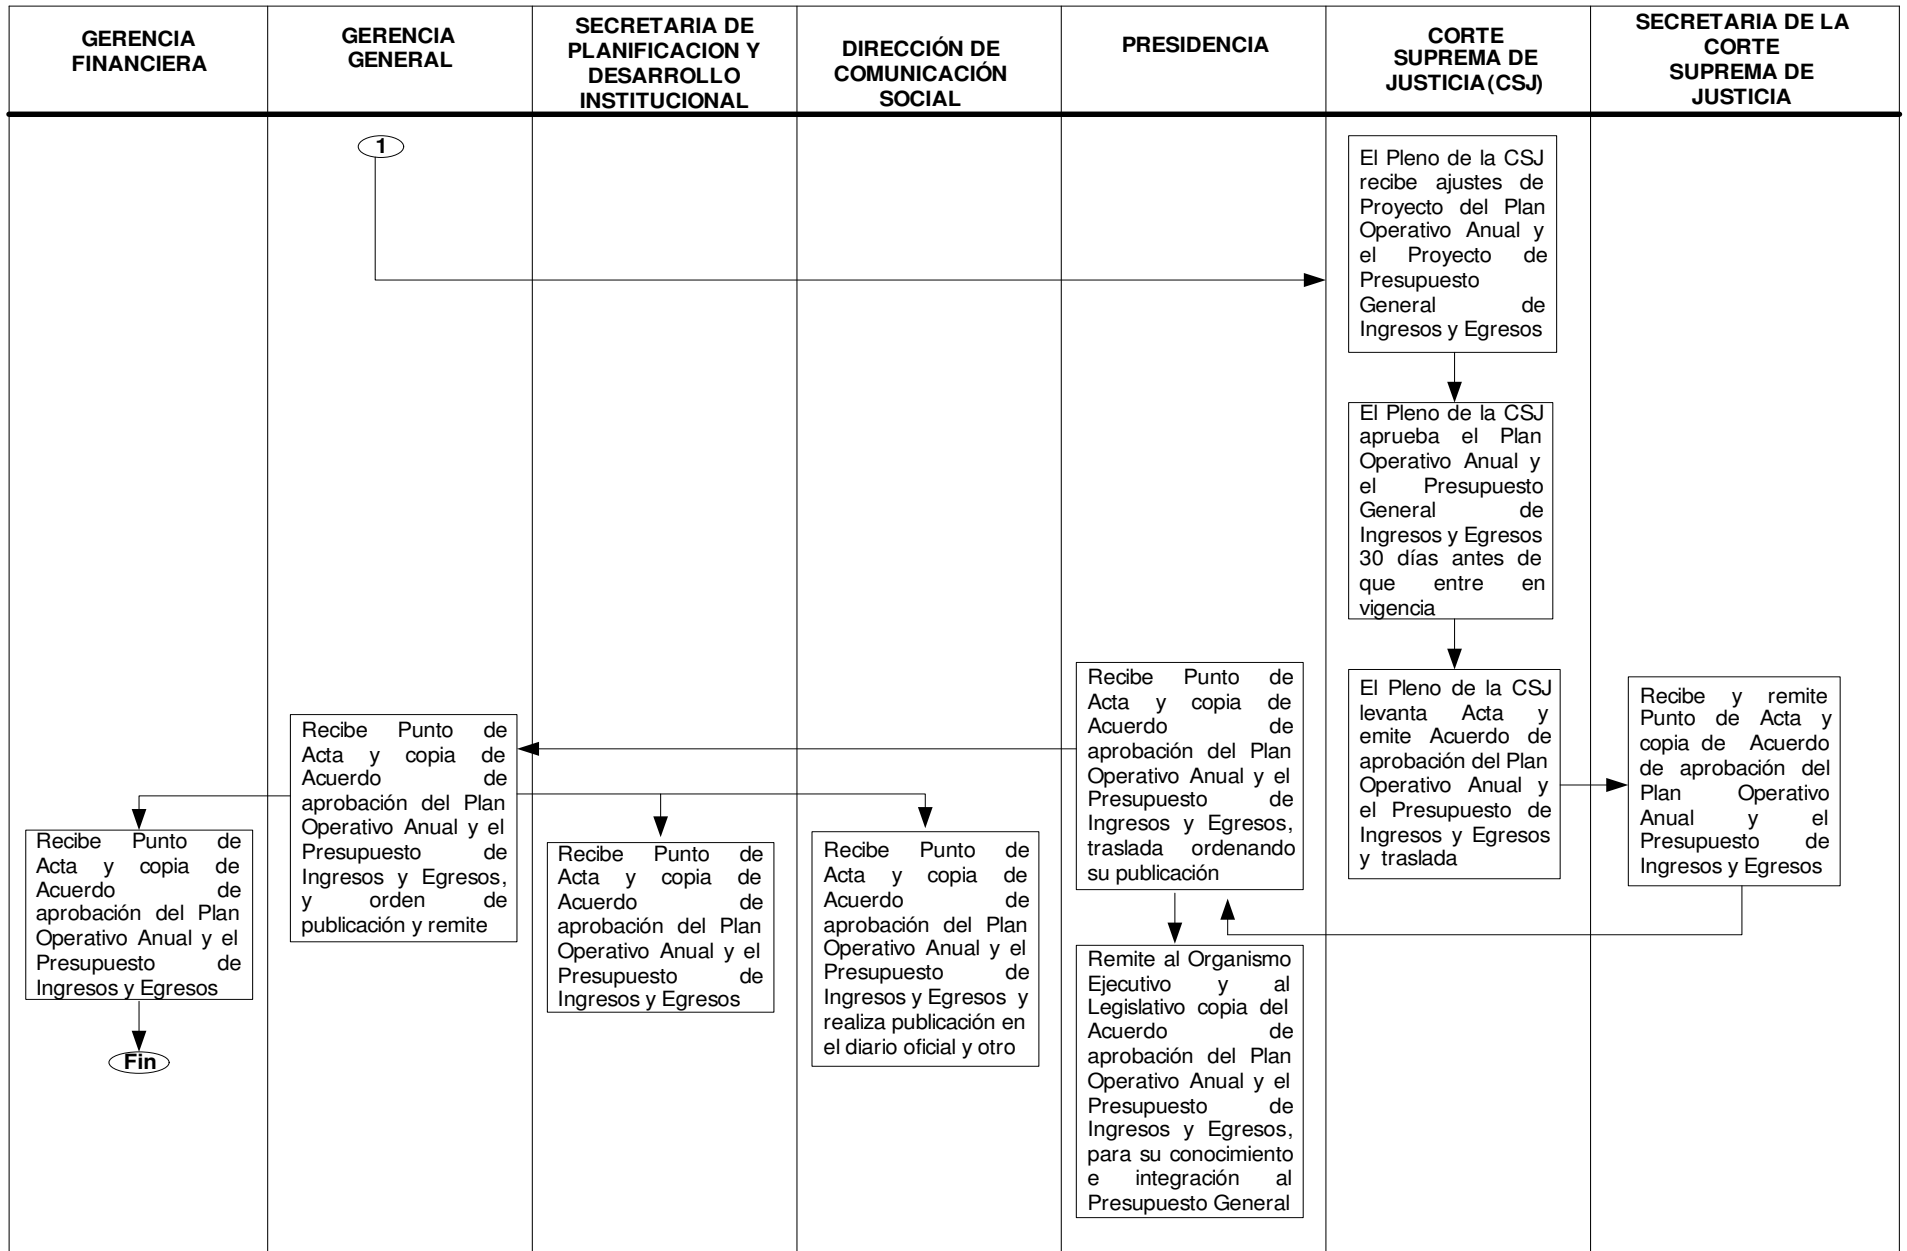 GERENCIA
FINANCIERA
GERENCIA
GENERAL
SECRETARIA DE
PLANIFICACION Y
DESARROLLO
INSTITUCIONAL
DIRECCIÓN DE
COMUNICACIÓN
SOCIAL
PRESIDENCIA
CORTE
SUPREMA DE
JUSTICIA (CSJ)
SECRETARIA DE LA
CORTE
SUPREMA DE
JUSTICIA
1
El Pleno de la CSJ
recibe ajustes de
Proyecto del Plan
Operativo Anual y
el Proyecto de
Presupuesto
General de
Ingresos y Egresos
El Pleno de la CSJ
aprueba el Plan
Operativo Anual y
el Presupuesto
General de
Ingresos y Egresos
30 días antes de
que entre en
vigencia
El Pleno de la CSJ
levanta Acta y
emite Acuerdo de
aprobación del Plan
Operativo Anual y
el Presupuesto de
Ingresos y Egresos
y traslada
Recibe y remite
Punto de Acta y
copia de Acuerdo
de aprobación del
Plan Operativo
Anual y el
Presupuesto de
Ingresos y Egresos
Recibe Punto de
Acta y copia de
Acuerdo de
aprobación del Plan
Operativo Anual y el
Presupuesto de
Ingresos y Egresos,
traslada ordenando
su publicación
Remite al Organismo
Ejecutivo y al
Legislativo copia del
Acuerdo de
aprobación del Plan
Operativo Anual y el
Presupuesto de
Ingresos y Egresos,
para su conocimiento
e integración al
Presupuesto General
Recibe Punto de
Acta y copia de
Acuerdo de
aprobación del Plan
Operativo Anual y el
Presupuesto de
Ingresos y Egresos,
y orden de
publicación y remite
Recibe Punto de
Acta y copia de
Acuerdo de
aprobación del Plan
Operativo Anual y el
Presupuesto de
Ingresos y Egresos
Fin
Recibe Punto de
Acta y copia de
Acuerdo de
aprobación del Plan
Operativo Anual y el
Presupuesto de
Ingresos y Egresos
Recibe Punto de
Acta y copia de
Acuerdo de
aprobación del Plan
Operativo Anual y el
Presupuesto de
Ingresos y Egresos y
realiza publicación en
el diario oficial y otro